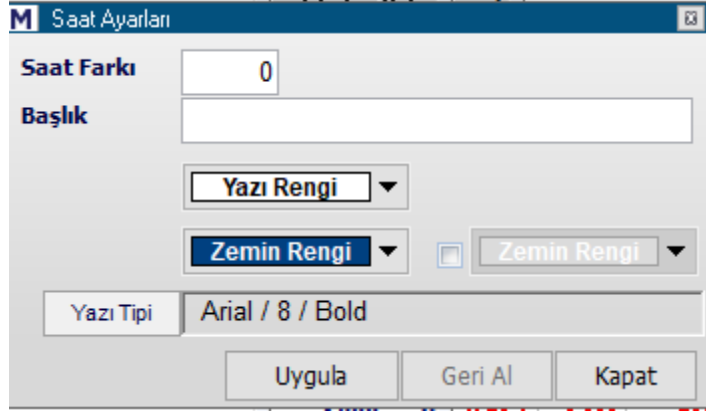 M Saat Ayarları
Saat Farkı 0
Başlık
Yazı Rengi
Zemin Rengi Zemin Rengi
Yazı Tipi Arial / 8 / Bold
Uygula Geri Al Kapat